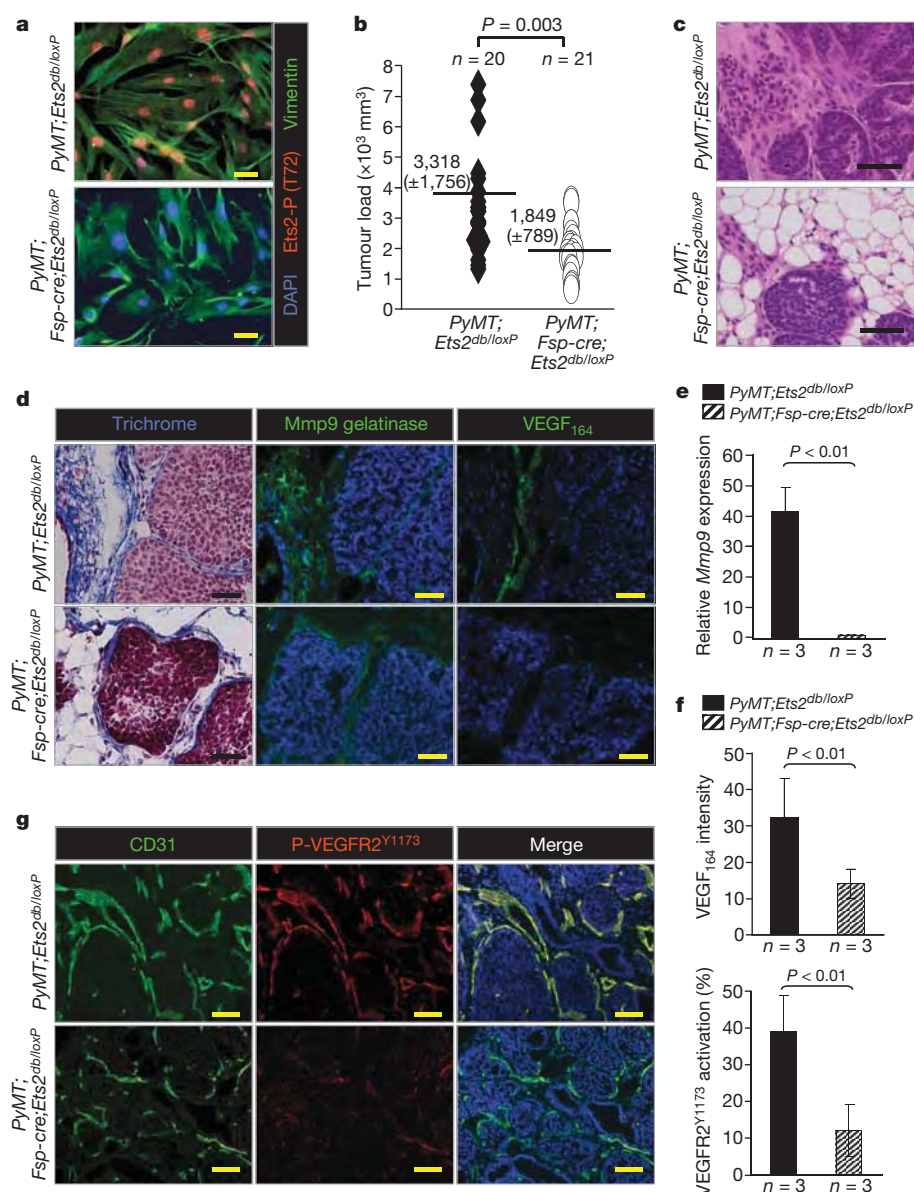 a
PyMT;Ets2db/loxP
PyMT;
Fsp-cre;Ets2db/loxP
DAPI Ets2-P (T72) Vimentin
b
P = 0.003
n = 20 n = 21
Tumour load (×10³ mm³)
8
7
6
5
4
3
2
1
0
3,318
(±1,756)
1,849
(±789)
PyMT;
Ets2db/loxP
PyMT;
Fsp-cre;
Ets2db/loxP
c
PyMT;Ets2db/loxP
PyMT;
Fsp-cre;Ets2db/loxP
d
Trichrome Mmp9 gelatinase VEGF₁₆₄
PyMT;Ets2db/loxP
PyMT;
Fsp-cre;Ets2db/loxP
e
PyMT;Ets2db/loxP
PyMT;Fsp-cre;Ets2db/loxP
P < 0.01
Relative Mmp9 expression
60
50
40
30
20
10
0
n = 3 n = 3
f
PyMT;Ets2db/loxP
PyMT;Fsp-cre;Ets2db/loxP
P < 0.01
VEGF₁₆₄ intensity
50
40
30
20
10
0
n = 3 n = 3
P < 0.01
VEGFR2Y1173 activation (%)
50
40
30
20
10
0
n = 3 n = 3
g
CD31 P-VEGFR2Y1173 Merge
PyMT;Ets2db/loxP
PyMT;
Fsp-cre;Ets2db/loxP